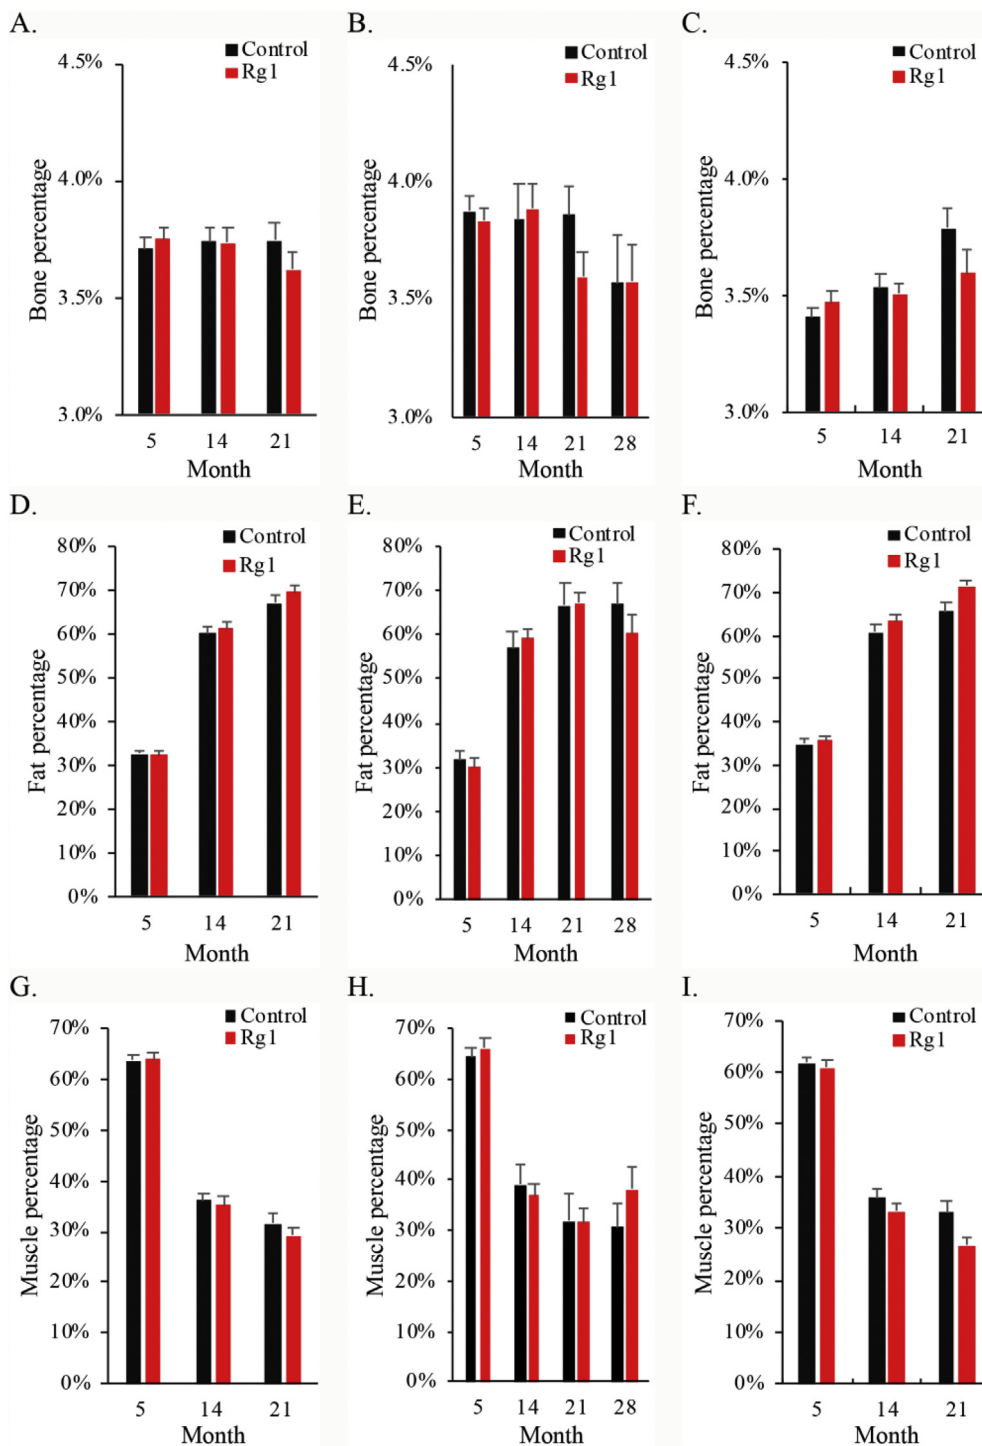 A.
Control
Rg1
4.5%
4.0%
3.5%
3.0%
Bone percentage
5 14 21
Month
B.
Control
Rg1
4.5%
4.0%
3.5%
3.0%
Bone percentage
5 14 21 28
Month
C.
Control
Rg1
4.5%
4.0%
3.5%
3.0%
Bone percentage
5 14 21
Month
D.
Control
Rg1
80%
70%
60%
50%
40%
30%
20%
10%
0%
Fat percentage
5 14 21
Month
E.
Control
Rg1
80%
70%
60%
50%
40%
30%
20%
10%
0%
Fat percentage
5 14 21 28
Month
F.
Control
Rg1
80%
70%
60%
50%
40%
30%
20%
10%
0%
Fat percentage
5 14 21
Month
G.
Control
Rg1
70%
60%
50%
40%
30%
20%
10%
0%
Muscle percentage
5 14 21
Month
H.
Control
Rg1
70%
60%
50%
40%
30%
20%
10%
0%
Muscle percentage
5 14 21 28
Month
I.
Control
Rg1
70%
60%
50%
40%
30%
20%
10%
0%
Muscle percentage
5 14 21
Month